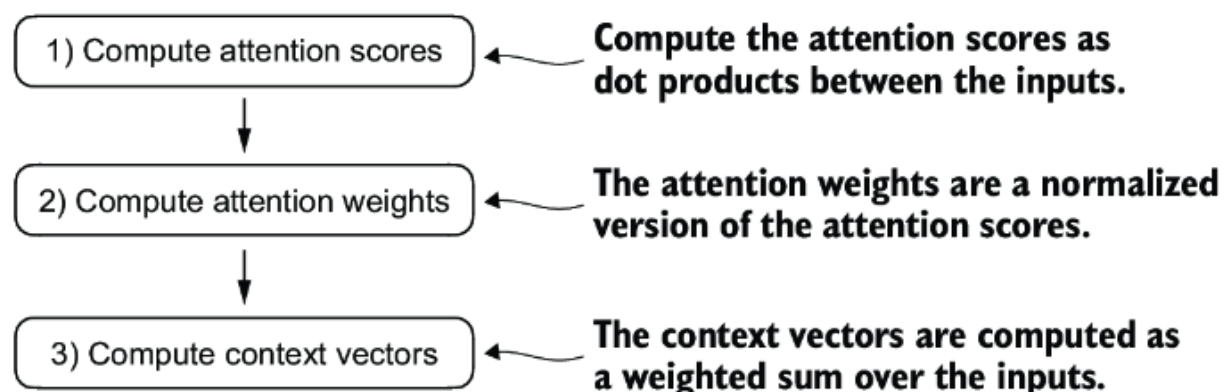 1) Compute attention scores
Compute the attention scores as
dot products between the inputs.
2) Compute attention weights
The attention weights are a normalized
version of the attention scores.
3) Compute context vectors
The context vectors are computed as
a weighted sum over the inputs.